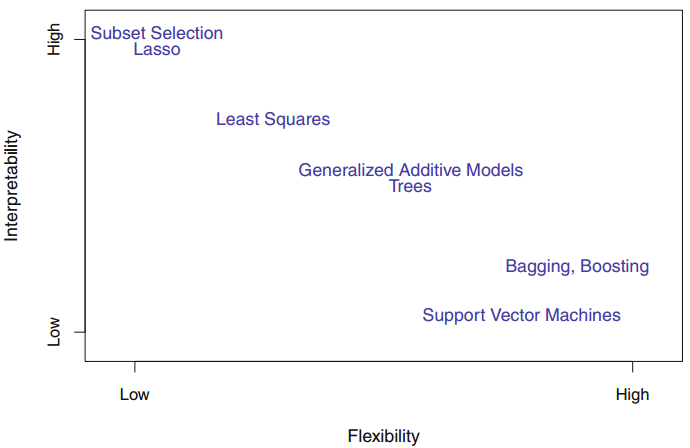 High
Subset Selection
Lasso
Least Squares
Interpretability
Generalized Additive Models
Trees
Bagging, Boosting
Support Vector Machines
Low
Low
High
Flexibility